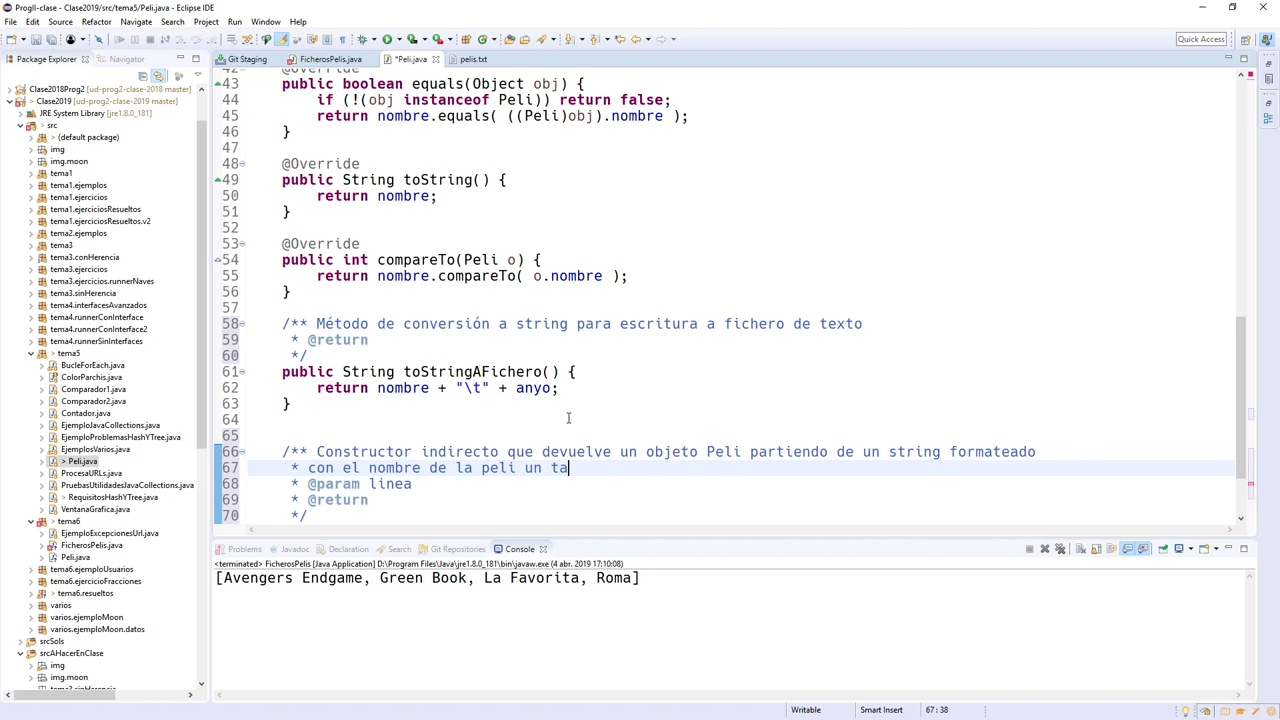 ProgII-clase - Clase2019/src/tema5/Peli.java - Eclipse IDE
File Edit Source Refactor Navigate Search Project Run Window Help
Quick Access
Package Explorer Navigator
Git Staging FicherosPelis.java *Peli.java pelis.txt
Clase2018Prog2 [ud-prog2-clase-2018 master]
Clase2019 [ud-prog2-clase-2019 master]
JRE System Library [jre1.8.0_181]
src
(default package)
img
img.moon
tema1
tema1.ejemplos
tema1.ejercicios
tema1.ejerciciosResueltos
tema1.ejerciciosResueltos.v2
tema2.ejemplos
tema3
tema3.conHerencia
tema3.ejercicios
tema3.ejercicios.runnerNaves
tema3.sinHerencia
tema4.interfacesAvanzados
tema4.runnerConInterface
tema4.runnerConInterface2
tema4.runnerSinInterfaces
tema5
BucleForEach.java
ColorParchis.java
Comparador1.java
Comparador2.java
Contador.java
EjemploJavaCollections.java
EjemploProblemasHashYTree.java
EjemplosVarios.java
> Peli.java
ProcesaURLs.java
PruebasUtilidadesJavaCollections.java
> RequisitosHashYTree.java
VentanaGrafica.java
tema6
EjemploExcepcionesUrl.java
FicherosPelis.java
Peli.java
tema6.ejemploUsuarios
tema6.ejercicioFracciones
tema6.resueltos
varios
varios.ejemploMoon
varios.ejemploMoon.datos
srcSols
srcAHacerEnClase
img
img.moon
tema3.sinHerencia
42 @Override
43 public boolean equals(Object obj) {
44 if (!(obj instanceof Peli)) return false;
45 return nombre.equals( ((Peli)obj).nombre );
46 }
47
48 @Override
49 public String toString() {
50 return nombre;
51 }
52
53 @Override
54 public int compareTo(Peli o) {
55 return nombre.compareTo( o.nombre );
56 }
57
58 /** Método de conversión a string para escritura a fichero de texto
59 * @return
60 */
61 public String toStringAFichero() {
62 return nombre + "\t" + anyo;
63 }
64
65
66 /** Constructor indirecto que devuelve un objeto Peli partiendo de un string formateado
67 * con el nombre de la peli un ta
68 * @param linea
69 * @return
70 */
Problems Javadoc Declaration Search Git Repositories Console
<terminated> FicherosPelis [Java Application] D:\Program Files\Java\jre1.8.0_181\bin\javaw.exe (4 abr. 2019 17:10:08)
[Avengers Endgame, Green Book, La Favorita, Roma]
Writable Smart Insert 67 : 38